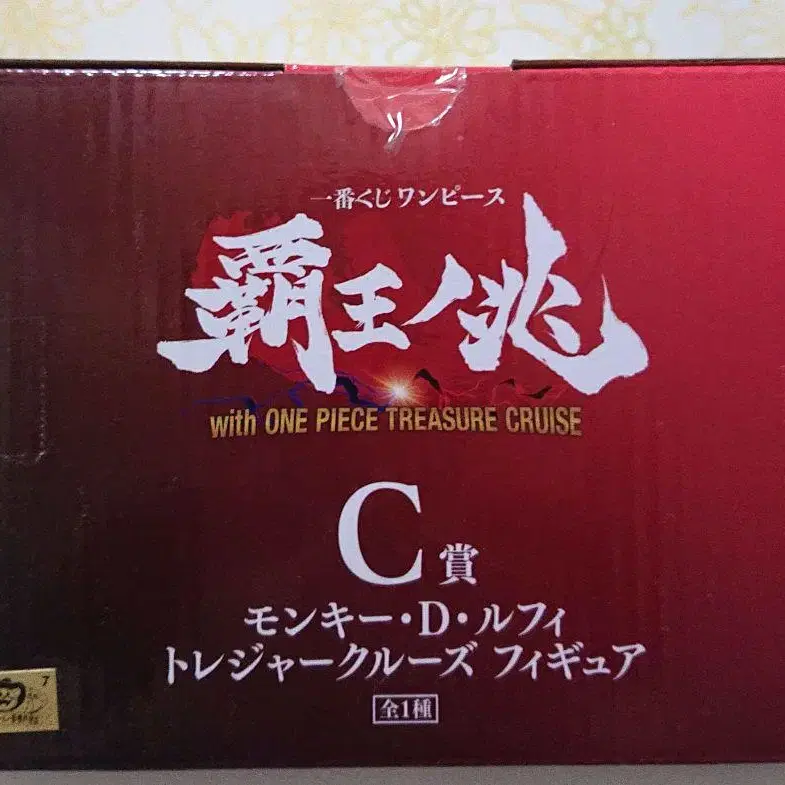 一番くじ ワンピース
覇王ノ兆
with ONE PIECE TREASURE CRUISE
C賞
モンキー・D・ルフィ
トレジャークルーズ フィギュア
全1種
7